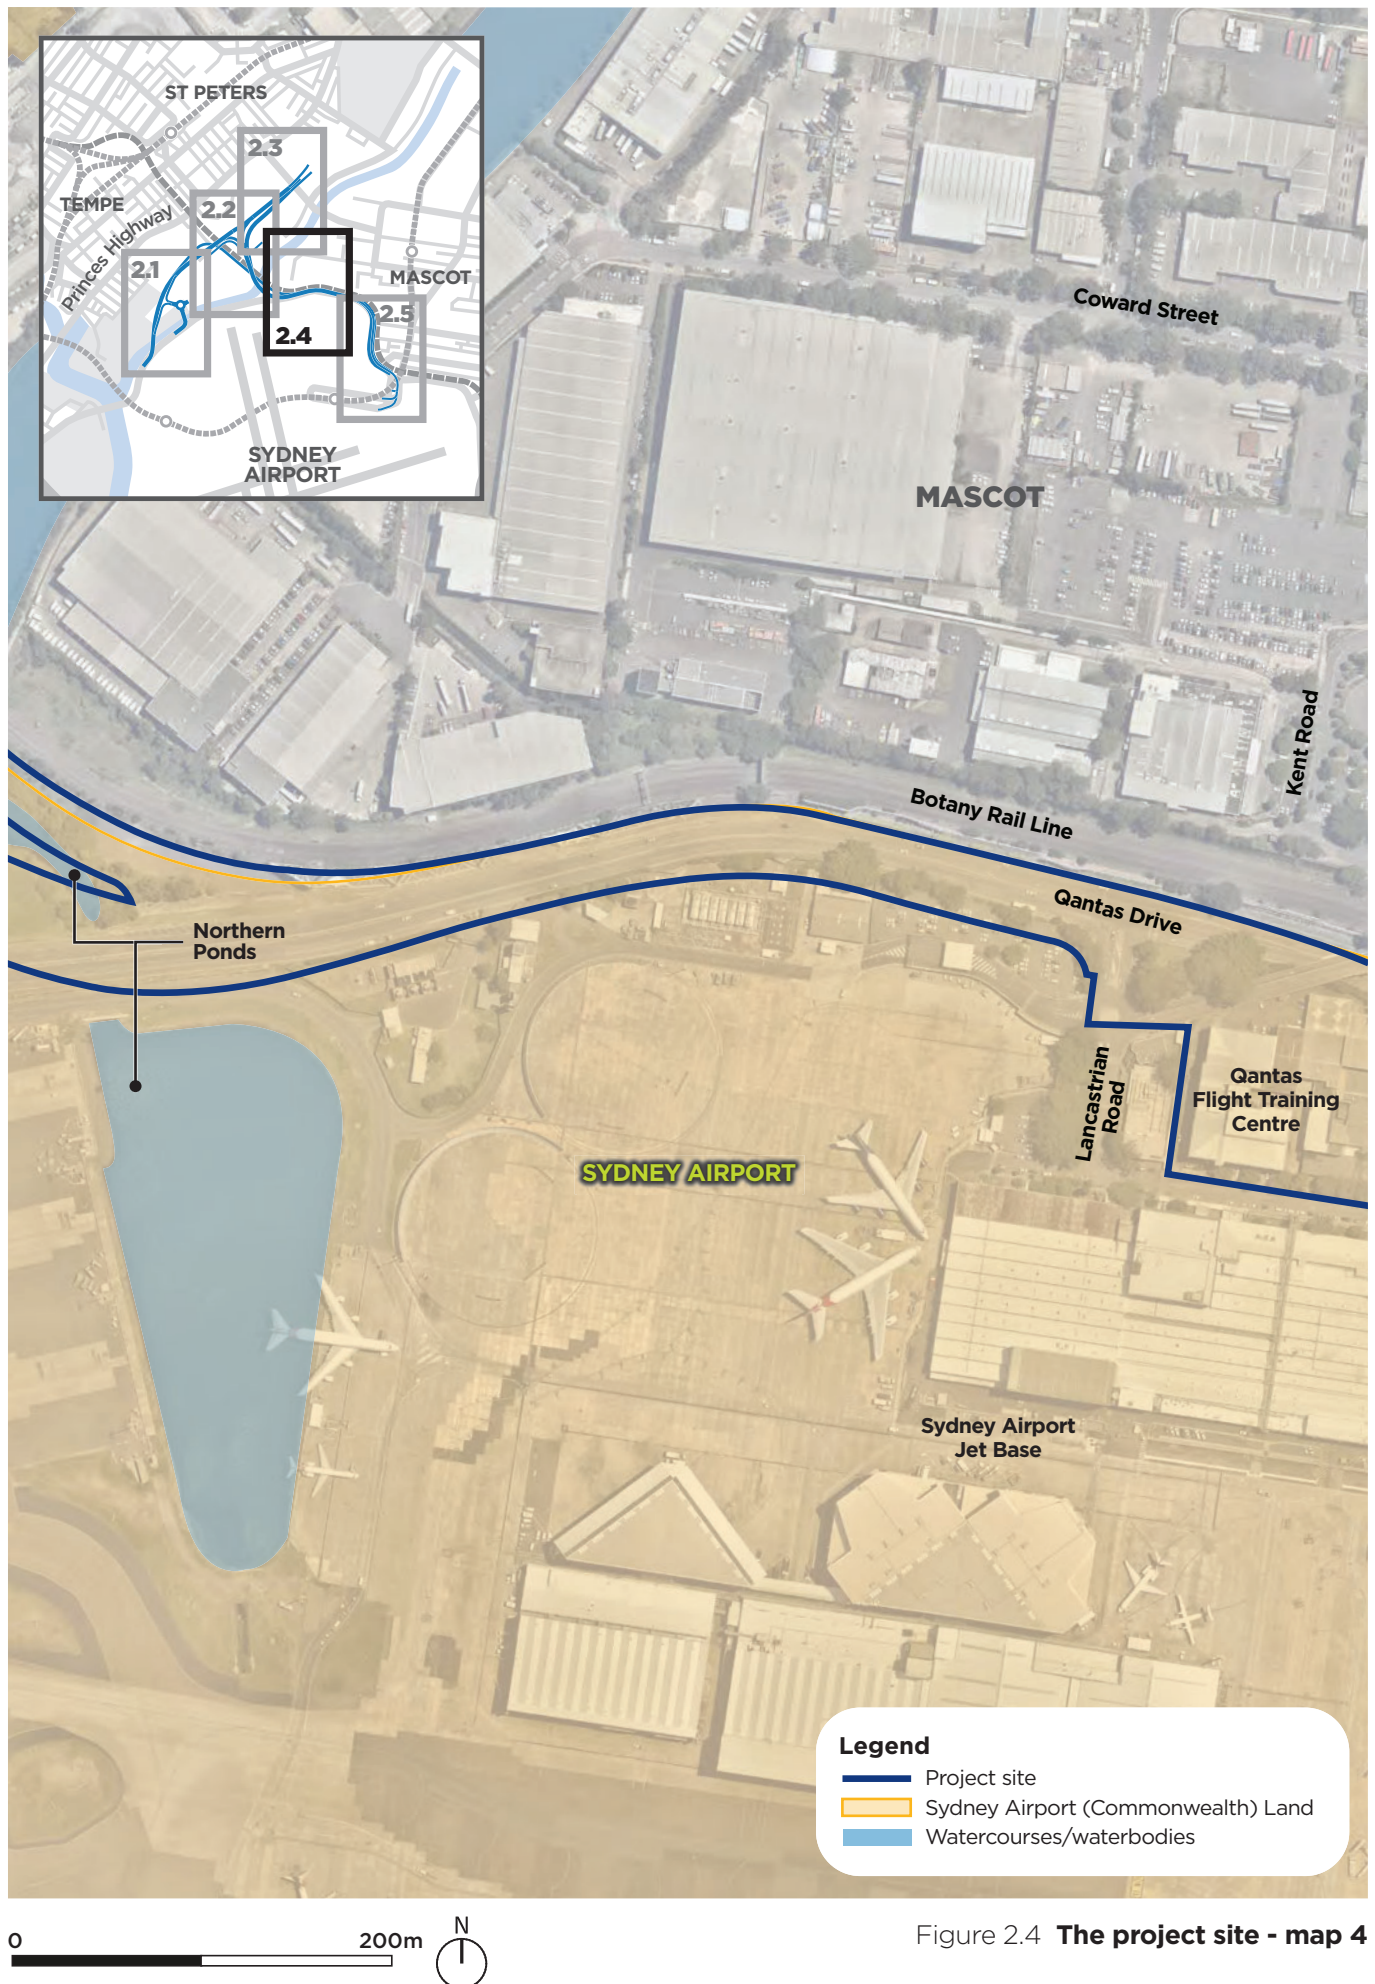 ST PETERS
2.3
TEMPE
2.2
Princes Highway
2.1
MASCOT
2.5
2.4
SYDNEY
AIRPORT
Coward Street
MASCOT
Kent Road
Botany Rail Line
Qantas Drive
Northern
Ponds
Lancastrian
Road
Qantas
Flight Training
Centre
SYDNEY AIRPORT
Sydney Airport
Jet Base
Legend
Project site
Sydney Airport (Commonwealth) Land
Watercourses/waterbodies
0
200m
N
Figure 2.4 The project site - map 4